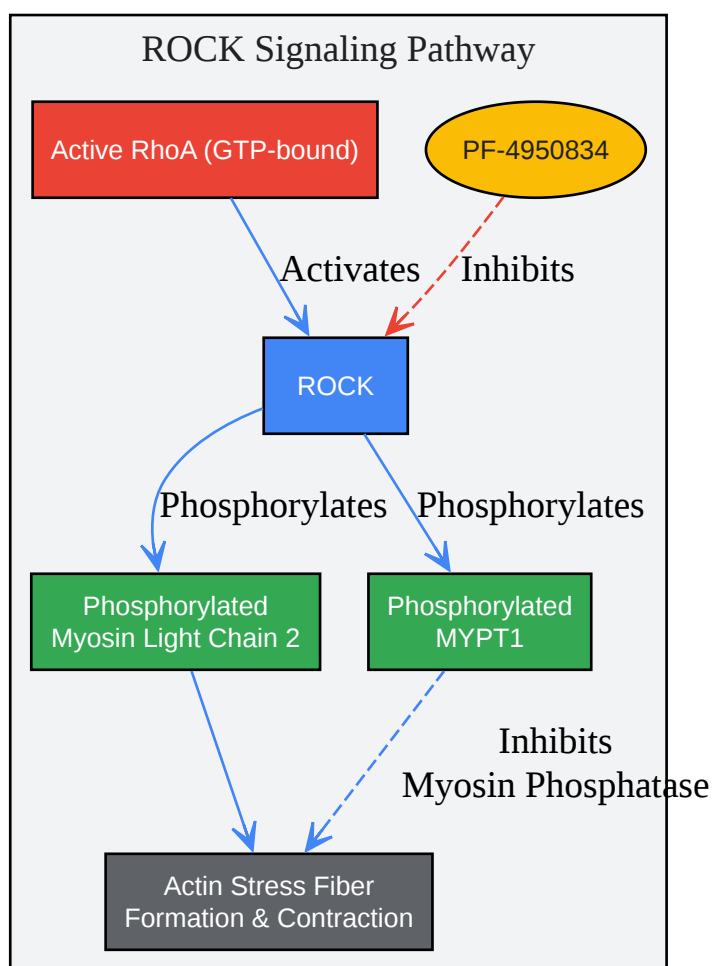 ROCK Signaling Pathway
Active RhoA (GTP-bound)
PF-4950834
Activates
Inhibits
ROCK
Phosphorylates
Phosphorylates
Phosphorylated
Myosin Light Chain 2
Phosphorylated
MYPT1
Inhibits
Myosin Phosphatase
Actin Stress Fiber
Formation & Contraction